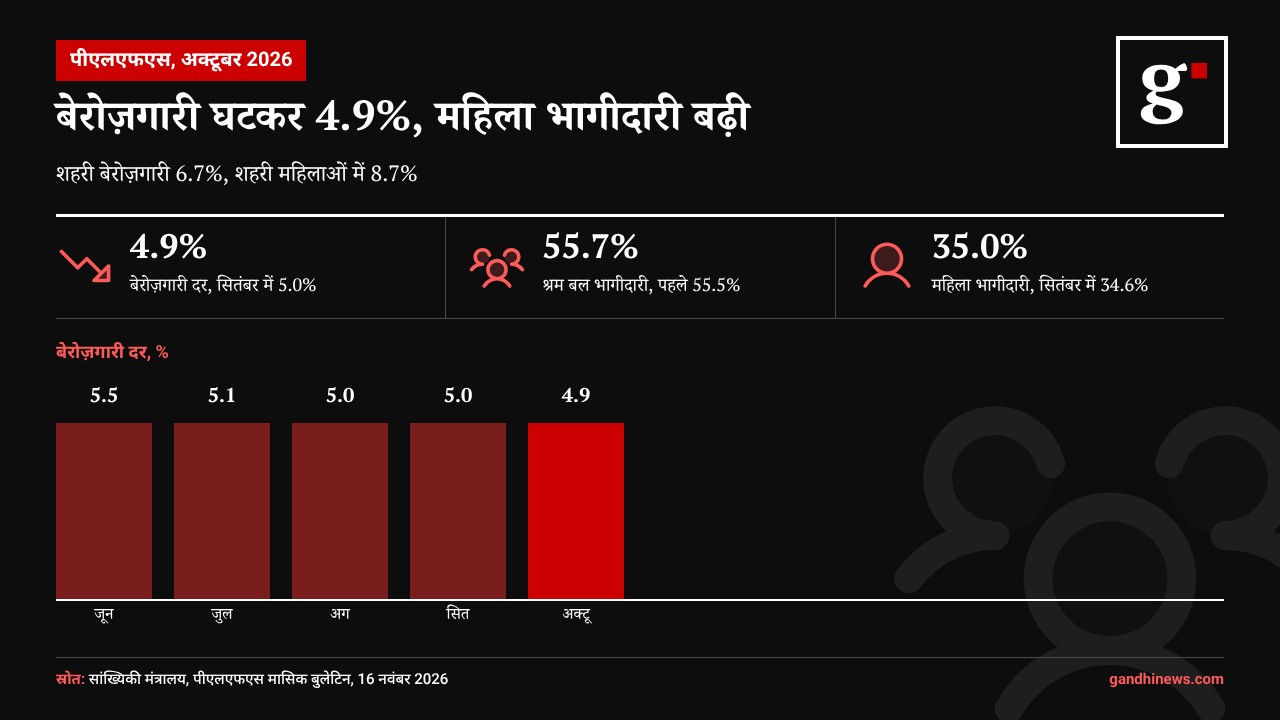 पीएलएफएस, अक्टूबर 2026
g
बेरोज़गारी घटकर 4.9%, महिला भागीदारी बढ़ी
शहरी बेरोज़गारी 6.7%, शहरी महिलाओं में 8.7%
4.9%
बेरोज़गारी दर, सितंबर में 5.0%
55.7%
श्रम बल भागीदारी, पहले 55.5%
35.0%
महिला भागीदारी, सितंबर में 34.6%
बेरोज़गारी दर, %
5.5 5.1 5.0 5.0 4.9
जून जुल अग सित अक्टू
स्रोत: सांख्यिकी मंत्रालय, पीएलएफएस मासिक बुलेटिन, 16 नवंबर 2026
gandhinews.com